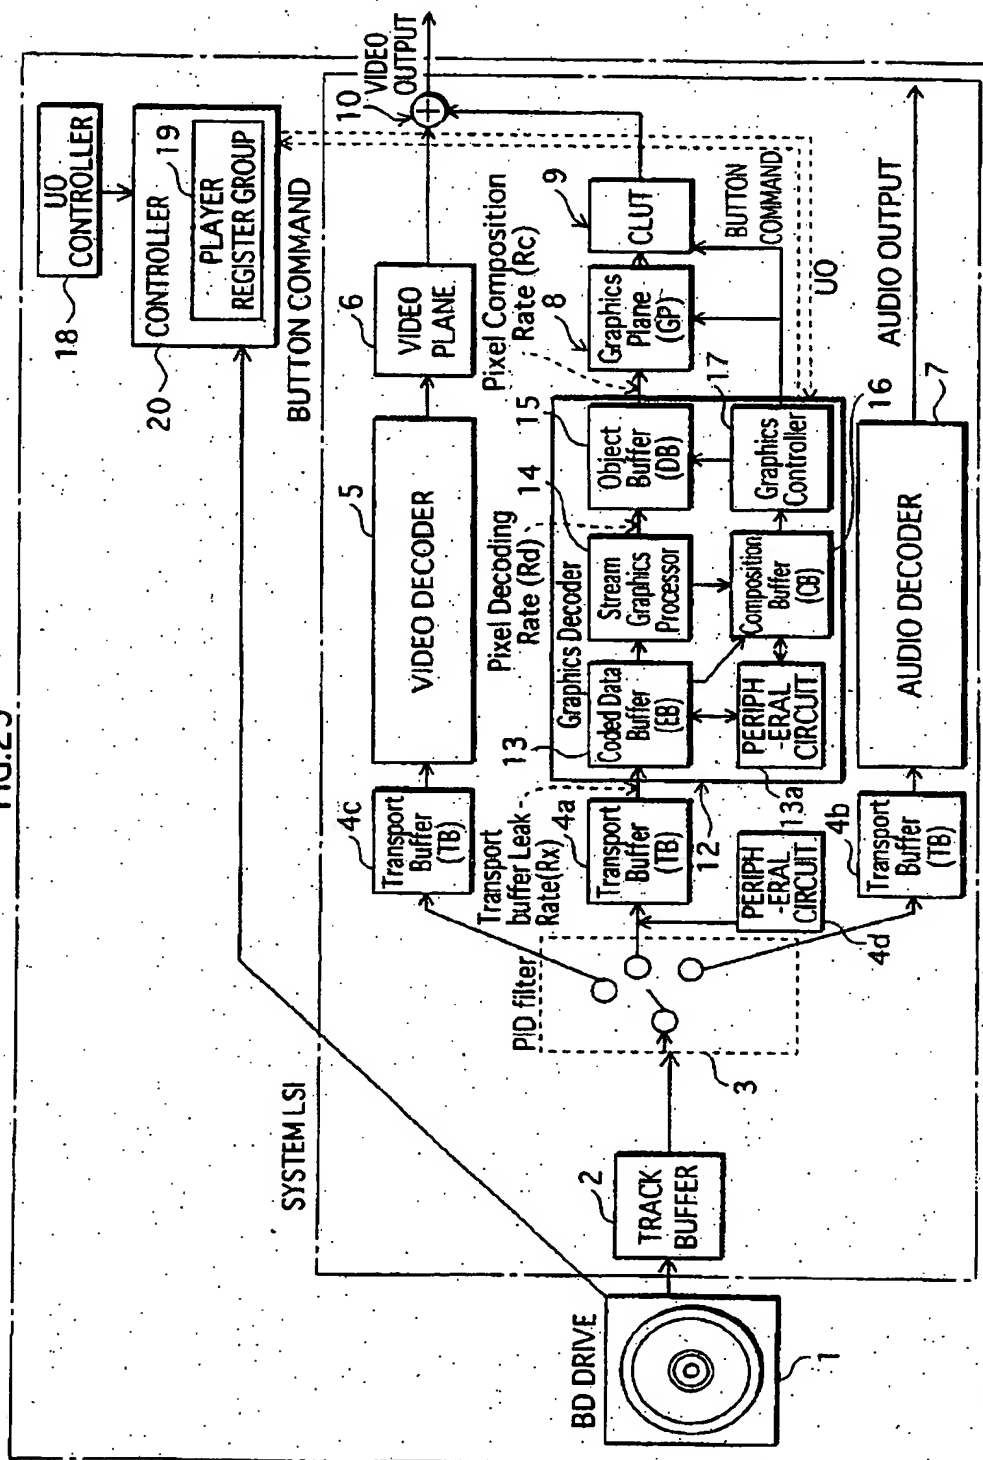 FIG.25
18
UO
CONTROLLER
20
CONTROLLER
19
PLAYER
REGISTER GROUP
BUTTON COMMAND
SYSTEM LSI
BD DRIVE
1
2
TRACK
BUFFER
PID filter
3
4c
Transport
Buffer
(TB)
5
VIDEO DECODER
6
VIDEO
PLANE
10
VIDEO
OUTPUT
Transport
buffer Leak
Rate(Rx)
4a
Transport
Buffer
(TB)
PERIPH
-ERAL
CIRCUIT
4d
12
Pixel Decoding
Rate (Rd)
Graphics Decoder
13
Coded Data
Buffer
(EB)
PERIPH
-ERAL
CIRCUIT
13a
14
Stream
Graphics
Processor
15
Object
Buffer
(DB)
Composition
Buffer
(CB)
16
17
Graphics
Controller
Pixel Composition
Rate (Rc)
8
Graphics
Plane
(GP)
9
CLUT
BUTTON
COMMAND
UO
4b
Transport
Buffer
(TB)
AUDIO DECODER
7
AUDIO OUTPUT